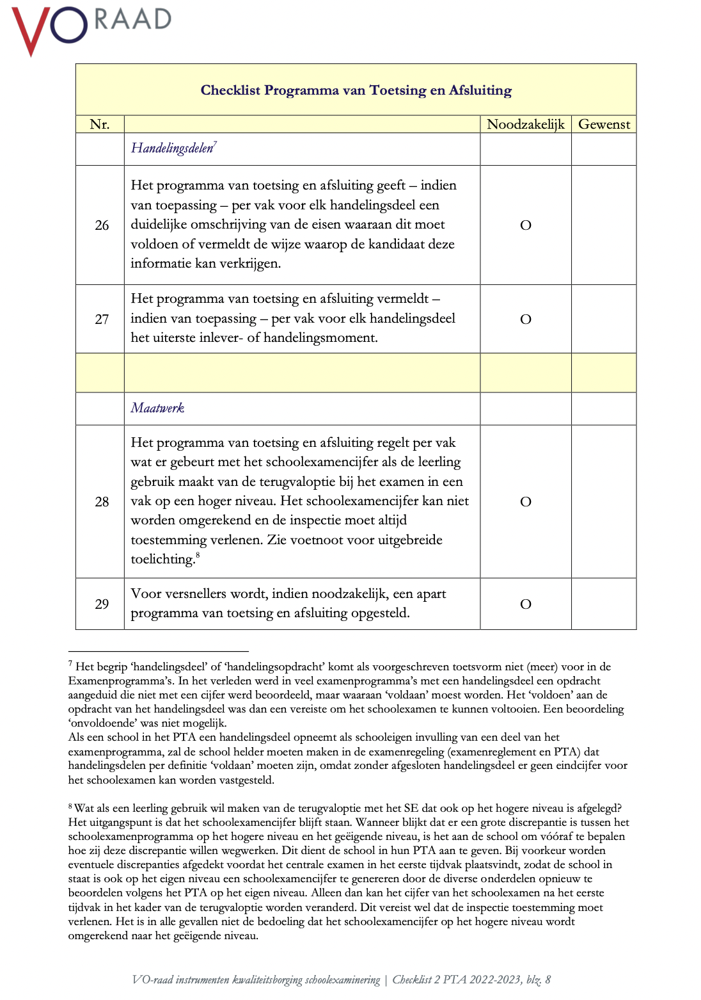 VO RAAD
Checklist Programma van Toetsing en Afsluiting
Nr. Noodzakelijk Gewenst
Handelingsdelen7
Het programma van toetsing en afsluiting geeft – indien
van toepassing – per vak voor elk handelingsdeel een
26 duidelijke omschrijving van de eisen waaraan dit moet O
voldoen of vermeldt de wijze waarop de kandidaat deze
informatie kan verkrijgen.
Het programma van toetsing en afsluiting vermeldt –
27 indien van toepassing – per vak voor elk handelingsdeel O
het uiterste inlever- of handelingsmoment.
Maatwerk
Het programma van toetsing en afsluiting regelt per vak
wat er gebeurt met het schoolexamencijfer als de leerling
gebruik maakt van de terugvaloptie bij het examen in een
28 vak op een hoger niveau. Het schoolexamencijfer kan niet O
worden omgerekend en de inspectie moet altijd
toestemming verlenen. Zie voetnoot voor uitgebreide
toelichting.8
29 Voor versnellers wordt, indien noodzakelijk, een apart O
programma van toetsing en afsluiting opgesteld.
7 Het begrip ‘handelingsdeel’ of ‘handelingsopdracht’ komt als voorgeschreven toetsvorm niet (meer) voor in de
Examenprogramma’s. In het verleden werd in veel examenprogramma’s met een handelingsdeel een opdracht
aangeduid die niet met een cijfer werd beoordeeld, maar waaraan ‘voldaan’ moest worden. Het ‘voldoen’ aan de
opdracht van het handelingsdeel was dan een vereiste om het schoolexamen te kunnen voltooien. Een beoordeling
‘onvoldoende’ was niet mogelijk.
Als een school in het PTA een handelingsdeel opneemt als schooleigen invulling van een deel van het
examenprogramma, zal de school helder moeten maken in de examenregeling (examenreglement en PTA) dat
handelingsdelen per definitie ‘voldaan’ moeten zijn, omdat zonder afgesloten handelingsdeel er geen eindcijfer voor
het schoolexamen kan worden vastgesteld.
8 Wat als een leerling gebruik wil maken van de terugvaloptie met het SE dat ook op het hogere niveau is afgelegd?
Het uitgangspunt is dat het schoolexamencijfer blijft staan. Wanneer blijkt dat er een grote discrepantie is tussen het
schoolexamenprogramma op het hogere niveau en het geëigende niveau, is het aan de school om vóóraf te bepalen
hoe zij deze discrepantie willen wegwerken. Dit dient de school in hun PTA aan te geven. Bij voorkeur worden
eventuele discrepanties afgedekt voordat het centrale examen in het eerste tijdvak plaatsvindt, zodat de school in
staat is ook op het eigen niveau een schoolexamencijfer te genereren door de diverse onderdelen opnieuw te
beoordelen volgens het PTA op het eigen niveau. Alleen dan kan het cijfer van het schoolexamen na het eerste
tijdvak in het kader van de terugvaloptie worden veranderd. Dit vereist wel dat de inspectie toestemming moet
verlenen. Het is in alle gevallen niet de bedoeling dat het schoolexamencijfer op het hogere niveau wordt
omgerekend naar het geëigende niveau.
VO-raad instrumenten kwaliteitsborging schoolexaminering | Checklist 2 PTA 2022-2023, blz. 8